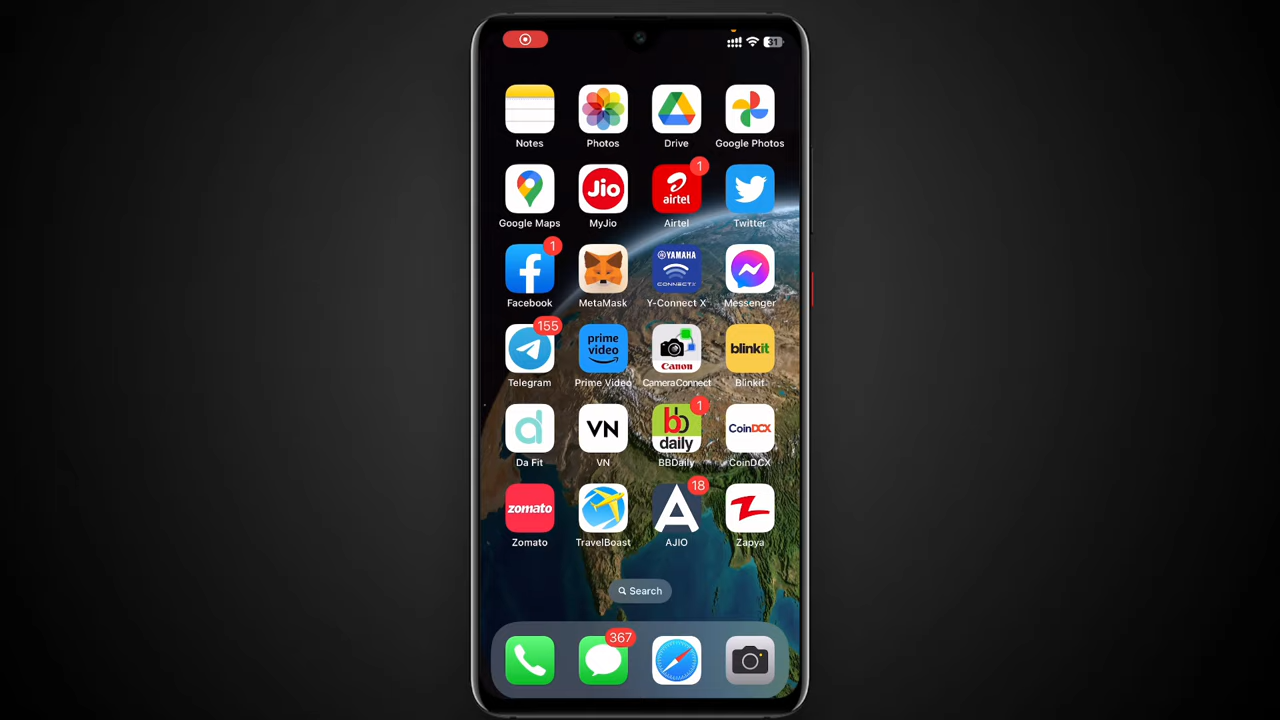 31
Notes Photos Drive Google Photos
Jio airtel 1
Google Maps MyJio Airtel Twitter
1 YAMAHA
CONNECTX
Facebook MetaMask Y-Connect X Messenger
155 prime video Canon blinkit
Telegram Prime Video CameraConnect Blinkit
VN bb daily 1 CoinDCX
Da Fit VN BBDaily CoinDCX
zomato 18
Zomato TravelBoast AJIO Zapya
Search
367